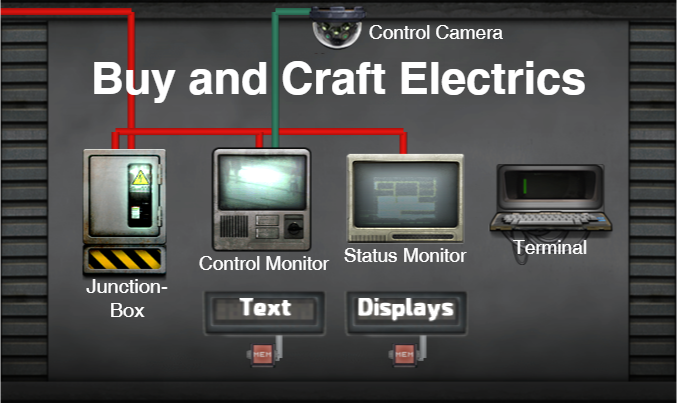 Control Camera
Buy and Craft Electrics
Control Monitor
Status Monitor
Terminal
Junction-
Box
Text
Displays
MEM
MEM